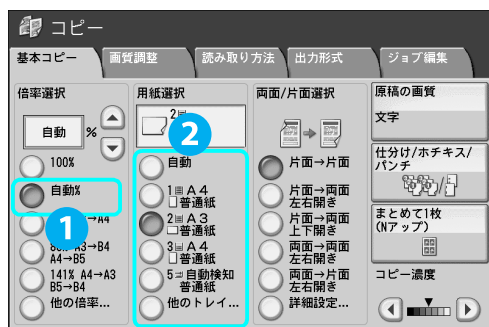 コピー
基本コピー
画質調整
読み取り方法
出力形式
ジョブ編集
倍率選択
自動
%
100%
自動%
1
→A4
A3→B4
A4→B5
141% A4→A3
B5→B4
他の倍率...
用紙選択
2
2
自動
1 A4
普通紙
2 A3
普通紙
3 A4
普通紙
5 自動検知
普通紙
他のトレイ...
両面/片面選択
片面→片面
片面→両面
左右開き
片面→両面
上下開き
両面→両面
左右開き
両面→片面
左右開き
詳細設定...
原稿の画質
文字
仕分け/ホチキス/
パンチ
まとめて1枚
(Nアップ)
コピー濃度